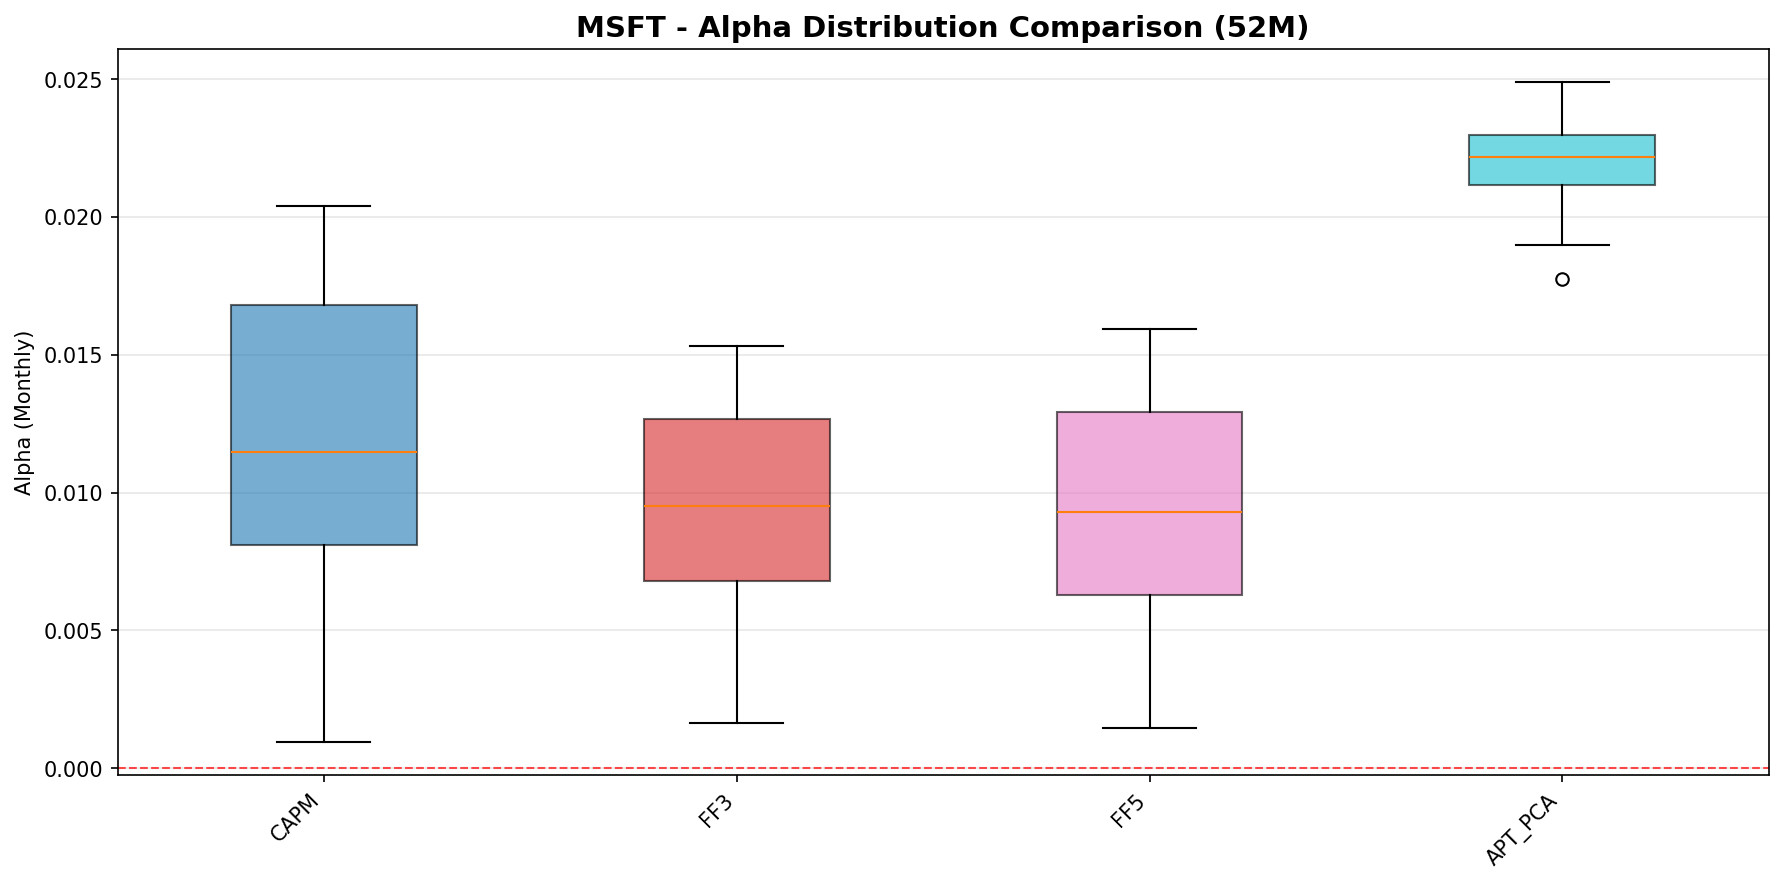 MSFT - Alpha Distribution Comparison (52M)
Alpha (Monthly)
0.025
0.020
0.015
0.010
0.005
0.000
CAPM
FF3
FF5
APT_PCA